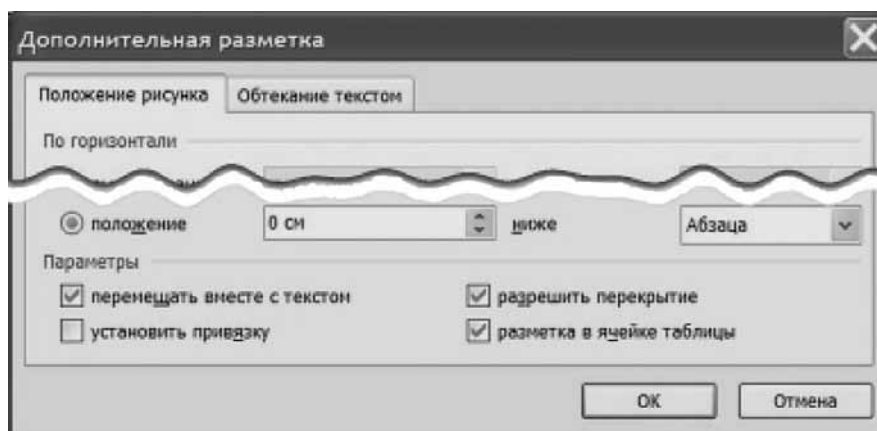 Дополнительная разметка
Положение рисунка Обтекание текстом
По горизонтали
положение 0 см ниже Абзаца
Параметры
перемещать вместе с текстом разрешить перекрытие
установить привязку разметка в ячейке таблицы
ОК Отмена